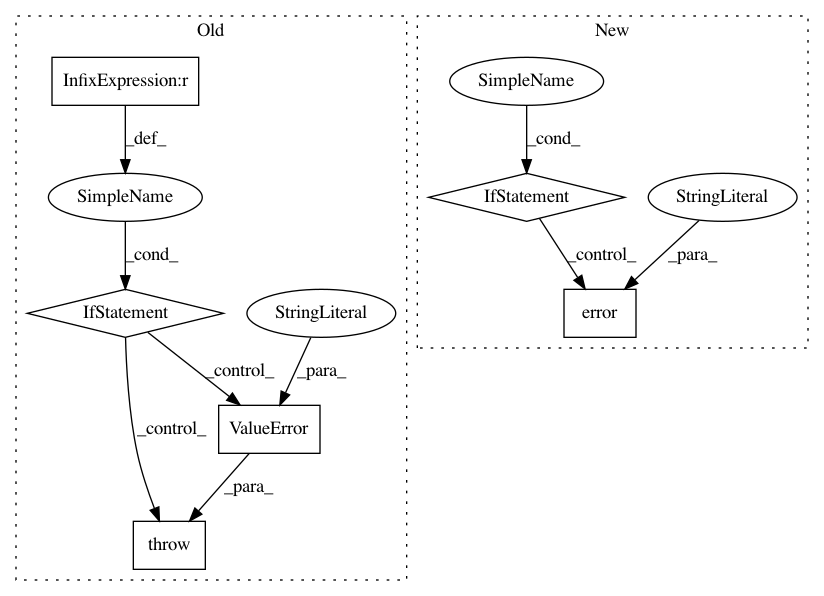 Old
InfixExpression:r
_def_
SimpleName
_cond_
IfStatement
StringLiteral
_control_
_para_
_control_
ValueError
_para_
throw
New
SimpleName
_cond_
IfStatement
StringLiteral
_control_
_para_
error